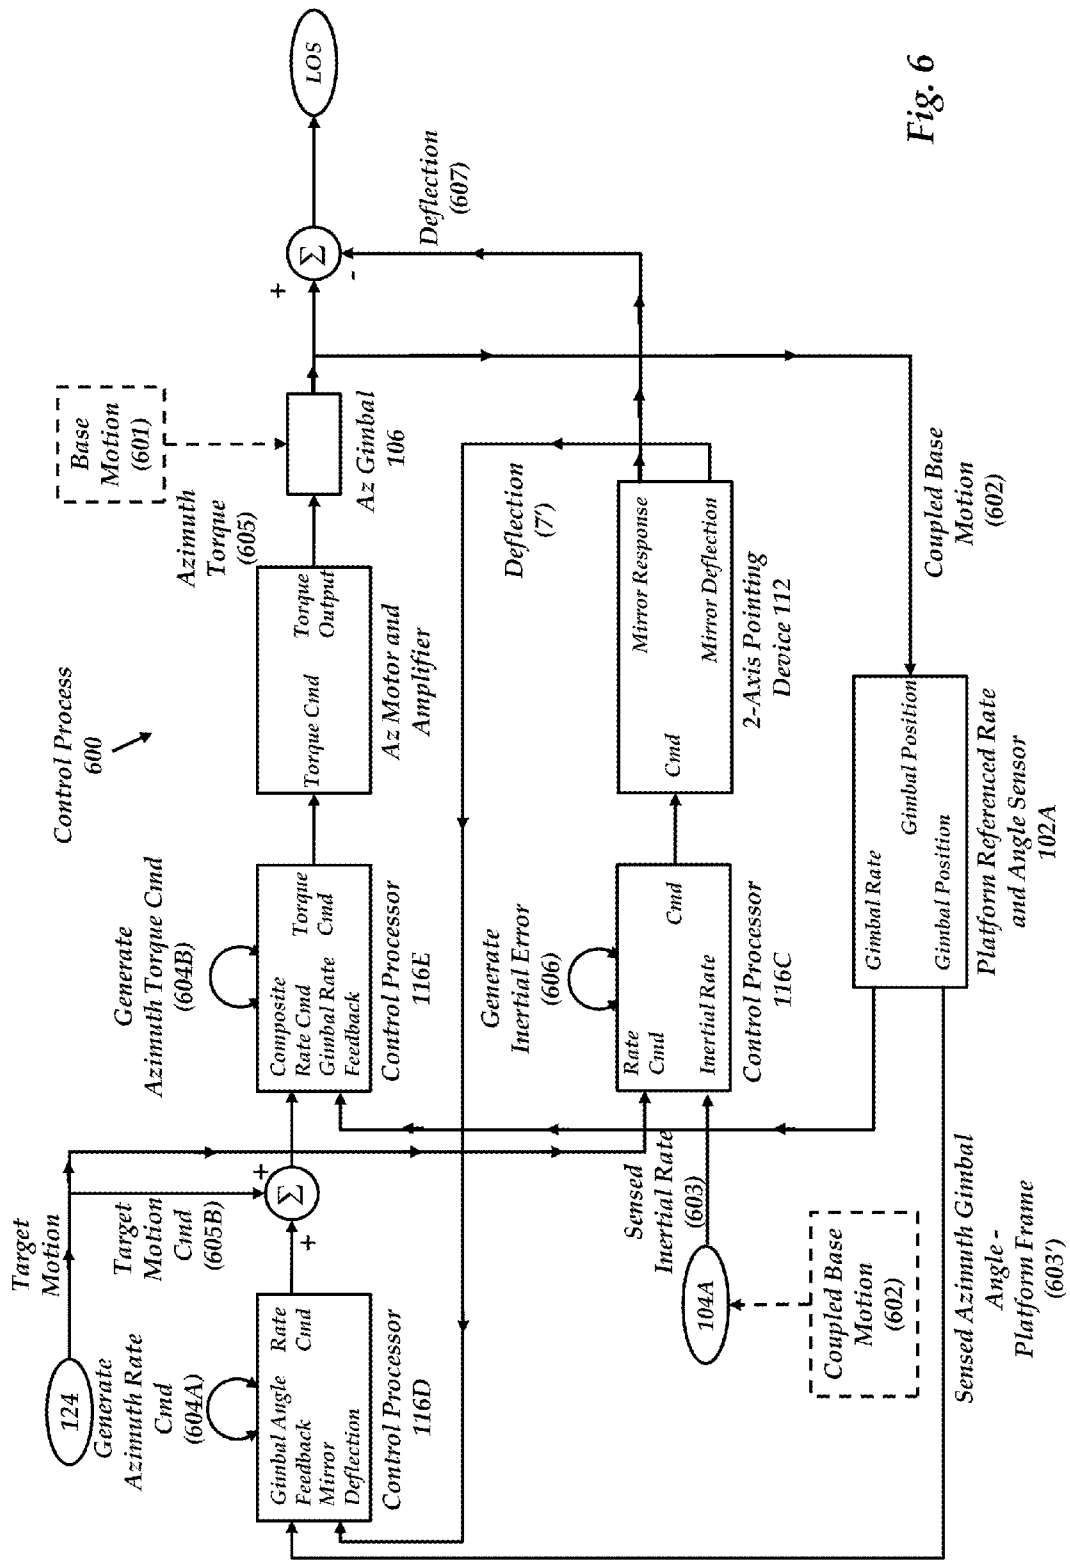 Control Process
600
Target
Motion
124
Generate
Azimuth Rate
Cmd
(604A)
Target
Motion
Cmd
(605B)
Gimbal Angle
Feedback
Mirror
Deflection
Rate
Cmd
Control Processor
116D
+
+
Σ
Generate
Azimuth Torque Cmd
(604B)
Composite
Rate Cmd
Gimbal Rate
Feedback
Torque
Cmd
Control Processor
116E
Torque Cmd
Torque
Output
Az Motor and
Amplifier
Azimuth
Torque
(605)
Base
Motion
(601)
Az Gimbal
106
+
-
Σ
LOS
Deflection
(607)
Deflection
(7')
Generate
Inertial Error
(606)
Rate
Cmd
Inertial Rate
Cmd
Control Processor
116C
Cmd
Mirror Response
Mirror Deflection
2-Axis Pointing
Device 112
Sensed
Inertial Rate
(603)
104A
Coupled Base
Motion
(602)
Coupled Base
Motion
(602)
Gimbal Rate
Gimbal Position
Gimbal Position
Platform Referenced Rate
and Angle Sensor
102A
Sensed Azimuth Gimbal
Angle -
Platform Frame
(603')
Fig. 6